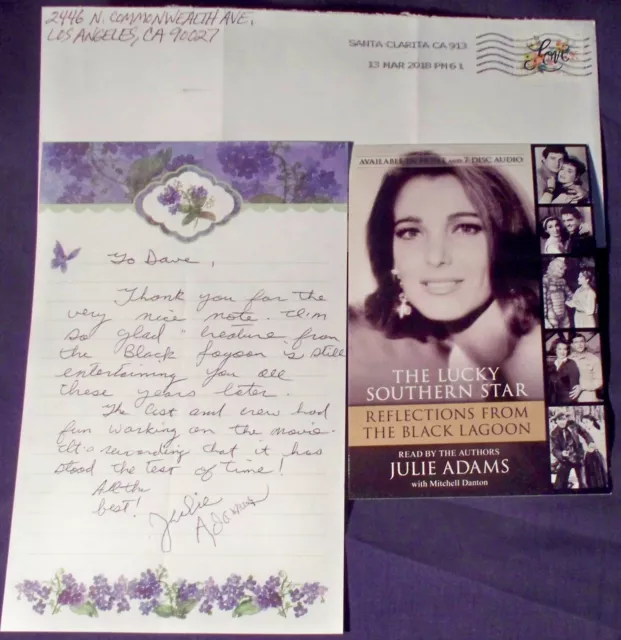 2446 N. COMMONWEALTH AVE,
LOS ANGELES, CA 90027
SANTA CLARITA CA 913
13 MAR 2018 PM 6 1
Love
To Dave,
Thank you for the
very nice note. I'm
so glad "Creature from
the Black Lagoon is still
entertaining you all
these years later.
The cast and crew had
fun working on the movie.
It's rewarding that it has
stood the test of time!
All the
best!
Julie
Adams
AVAILABLE 7-DISC AUDIO
THE LUCKY
SOUTHERN STAR
REFLECTIONS FROM
THE BLACK LAGOON
READ BY THE AUTHORS
JULIE ADAMS
with Mitchell Danton